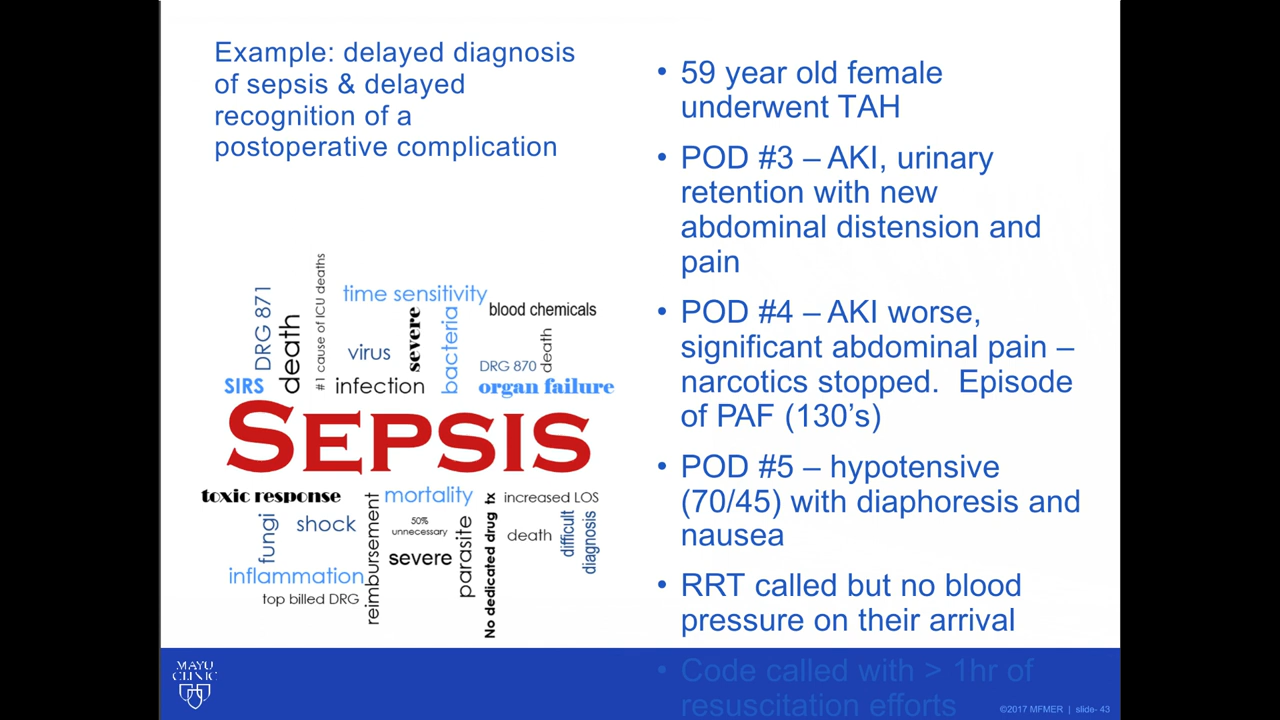 Example: delayed diagnosis
of sepsis & delayed
recognition of a
postoperative complication
• 59 year old female
underwent TAH
• POD #3 – AKI, urinary
retention with new
abdominal distension and
pain
• POD #4 – AKI worse,
significant abdominal pain –
narcotics stopped.  Episode
of PAF (130’s)
• POD #5 – hypotensive
(70/45) with diaphoresis and
nausea
• RRT called but no blood
pressure on their arrival
• Code called with > 1hr of
resuscitation efforts
DRG 871
death
#1 cause of ICU deaths
time sensitivity
blood chemicals
virus
severe
bacteria
DRG 870
death
SIRS
infection
organ failure
SEPSIS
toxic response
mortality
increased LOS
fungi
shock
reimbursement
50%
unnecessary
severe
parasite
No dedicated drug tx
death
difficult
diagnosis
inflammation
top billed DRG
MAYO
CLINIC
©2017 MFMER | slide- 43